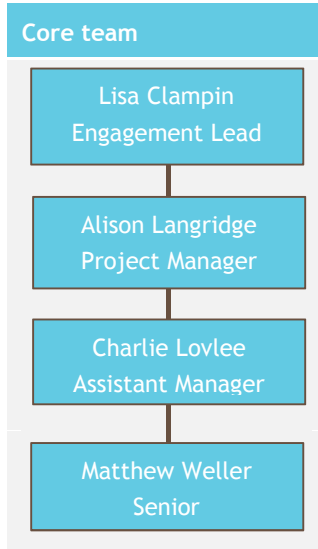 Core team
Lisa Clampin
Engagement Lead
Alison Langridge
Project Manager
Charlie Lovlee
Assistant Manager
Matthew Weller
Senior